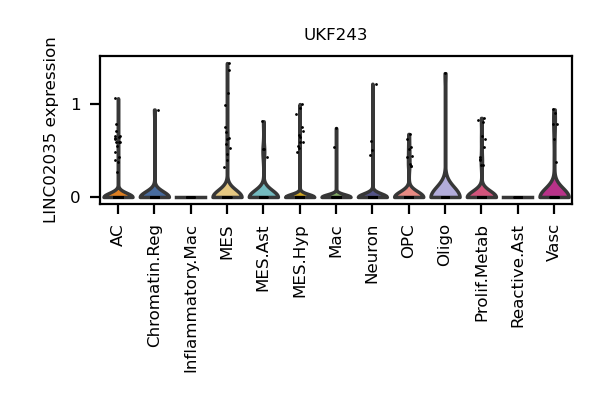 UKF243
LINC02035 expression
1
0
AC
Chromatin.Reg
Inflammatory.Mac
MES
MES.Ast
MES.Hyp
Mac
Neuron
OPC
Oligo
Prolif.Metab
Reactive.Ast
Vasc